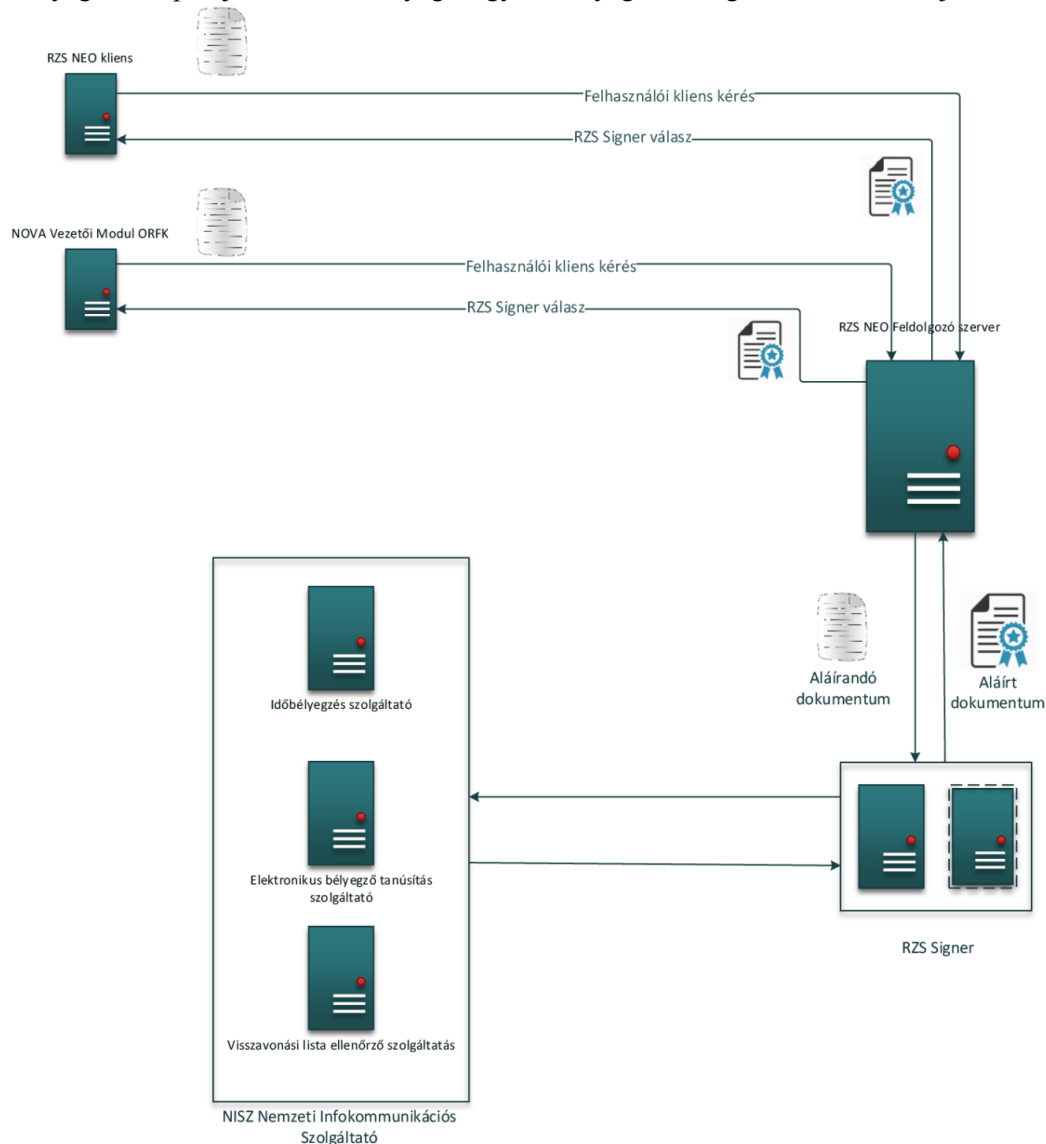 RZS NEO kliens
Felhasználói kliens kérés
RZS Signer válasz
NOVA Vezetői Modul ORFK
Felhasználói kliens kérés
RZS Signer válasz
RZS NEO Feldolgozó szerver
Aláírandó
dokumentum
Aláírt
dokumentum
Időbélyegzés szolgáltató
Elektronikus bélyegző tanúsítás
szolgáltató
Visszavonási lista ellenőrző szolgáltatás
RZS Signer
NISZ Nemzeti Infokommunikációs
Szolgáltató